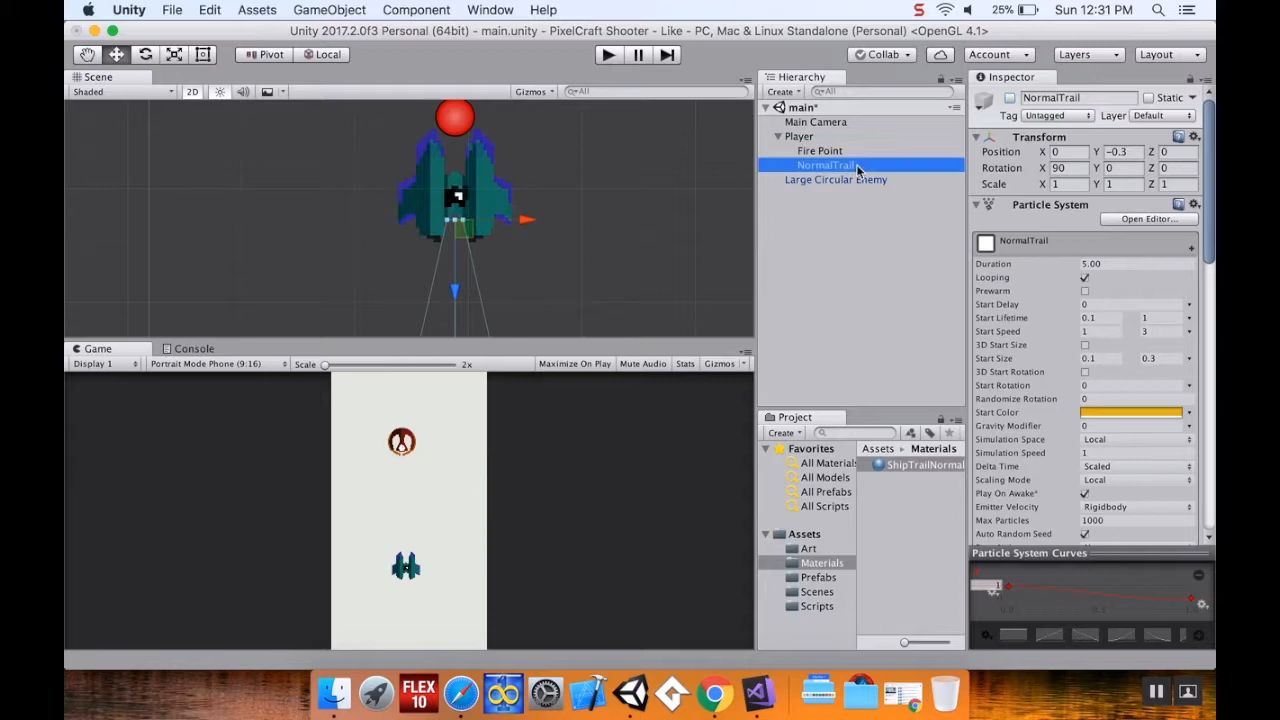 Unity File Edit Assets GameObject Component Window Help 25% Sun 12:31 PM
Unity 2017.2.0f3 Personal (64bit) - main.unity - PixelCraft Shooter - Like - PC, Mac & Linux Standalone (Personal) <OpenGL 4.1>
Pivot Local Collab Account Layers Layout
Scene
Shaded 2D Gizmos All
Hierarchy
Create All
main*
Main Camera
Player
Fire Point
NormalTrail
Large Circular Enemy
Inspector
NormalTrail Static
Tag Untagged Layer Default
Transform
Position X 0 Y -0.3 Z 0
Rotation X 90 Y 0 Z 0
Scale X 1 Y 1 Z 1
Particle System
Open Editor...
NormalTrail
Duration 5.00
Looping
Prewarm
Start Delay 0
Start Lifetime 0.1 1
Start Speed 1 3
3D Start Size
Start Size 0.1 0.3
3D Start Rotation
Start Rotation 0
Randomize Rotation 0
Start Color
Gravity Modifier 0
Simulation Space Local
Simulation Speed 1
Delta Time Scaled
Scaling Mode Local
Play On Awake*
Emitter Velocity Rigidbody
Max Particles 1000
Auto Random Seed
Particle System Curves
1
Game Console
Display 1 Portrait Mode Phone (9:16) Scale 2x Maximize On Play Mute Audio Stats Gizmos
Project
Create
Favorites
All Materials
All Models
All Prefabs
All Scripts
Assets
Art
Materials
Prefabs
Scenes
Scripts
Assets Materials
ShipTrailNormal
FLEX
10